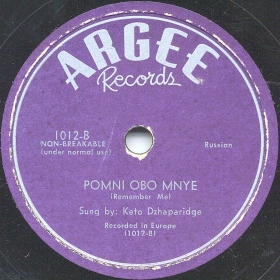 ARGEE
Records
1012-B
NON-BREAKABLE
(under normal use)
Russian
POMNI OBO MNYE
(Remember Me)
Sung by: Keto Dzhaparidge
Recorded in Europe
(1012-B)